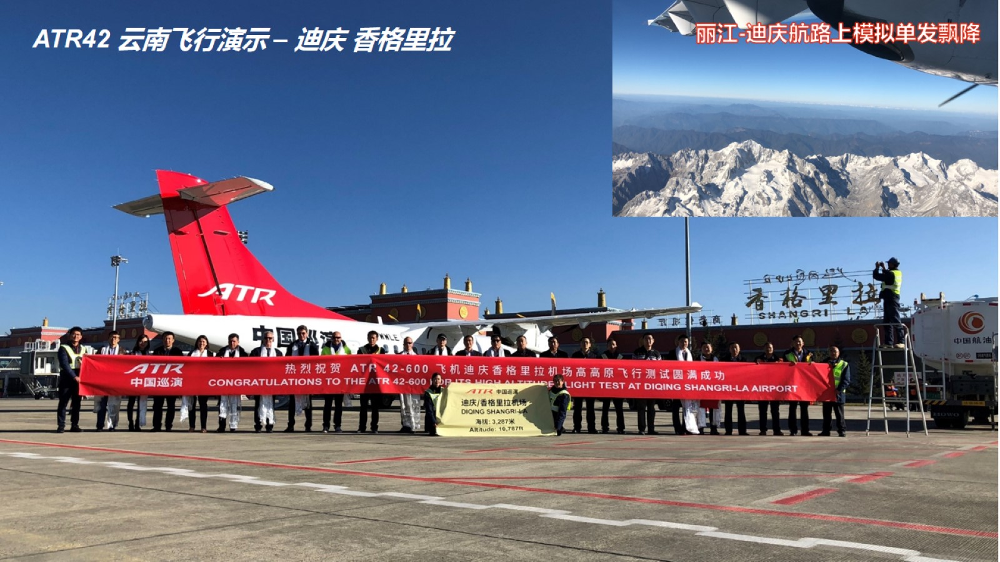 ATR42 云南飞行演示 – 迪庆 香格里拉
丽江-迪庆航路上模拟单发飘降
ATR
中国巡演
WWLE
香格里拉
SHANGRI LA
中国航油
ATR
中国巡演
热烈祝贺 ATR 42-600 飞机迪庆香格里拉机场高高原飞行测试圆满成功
CONGRATULATIONS TO THE ATR 42-600 FOR ITS HIGH ALTITUDE FLIGHT TEST AT DIQING SHANGRI-LA AIRPORT
ATR 中国巡演
迪庆/香格里拉机场
DIQING SHANGRI-LA
海拔: 3,287米
Altitude: 10,787ft
HOWO